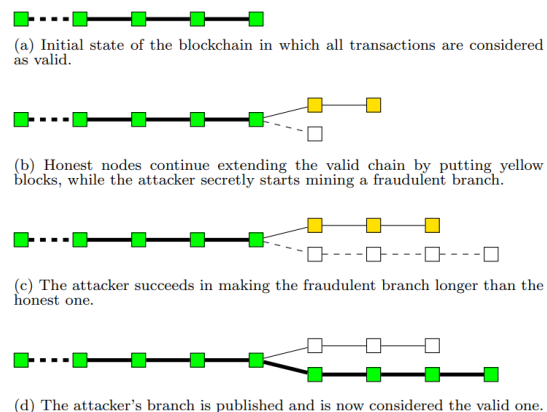 (a) Initial state of the blockchain in which all transactions are considered
as valid.
(b) Honest nodes continue extending the valid chain by putting yellow
blocks, while the attacker secretly starts mining a fraudulent branch.
(c) The attacker succeeds in making the fraudulent branch longer than the
honest one.
(d) The attacker's branch is published and is now considered the valid one.